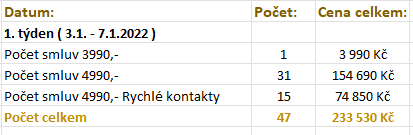 Datum: Počet: Cena celkem:
1. týden ( 3.1. - 7.1.2022 )
Počet smluv 3990,- 1 3 990 Kč
Počet smluv 4990,- 31 154 690 Kč
Počet smluv 4990,- Rychlé kontakty 15 74 850 Kč
Počet celkem 47 233 530 Kč